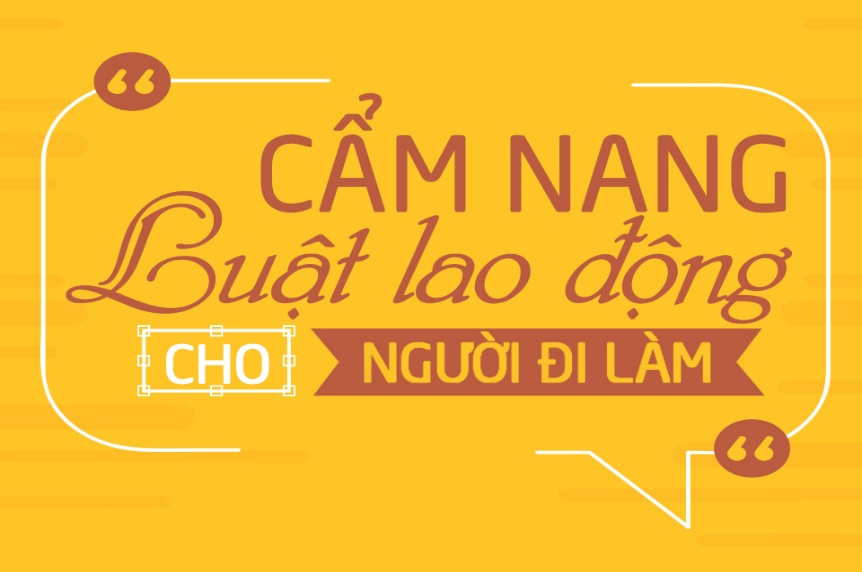 CẨM NANG
Luật lao động
CHO NGƯỜI ĐI LÀM